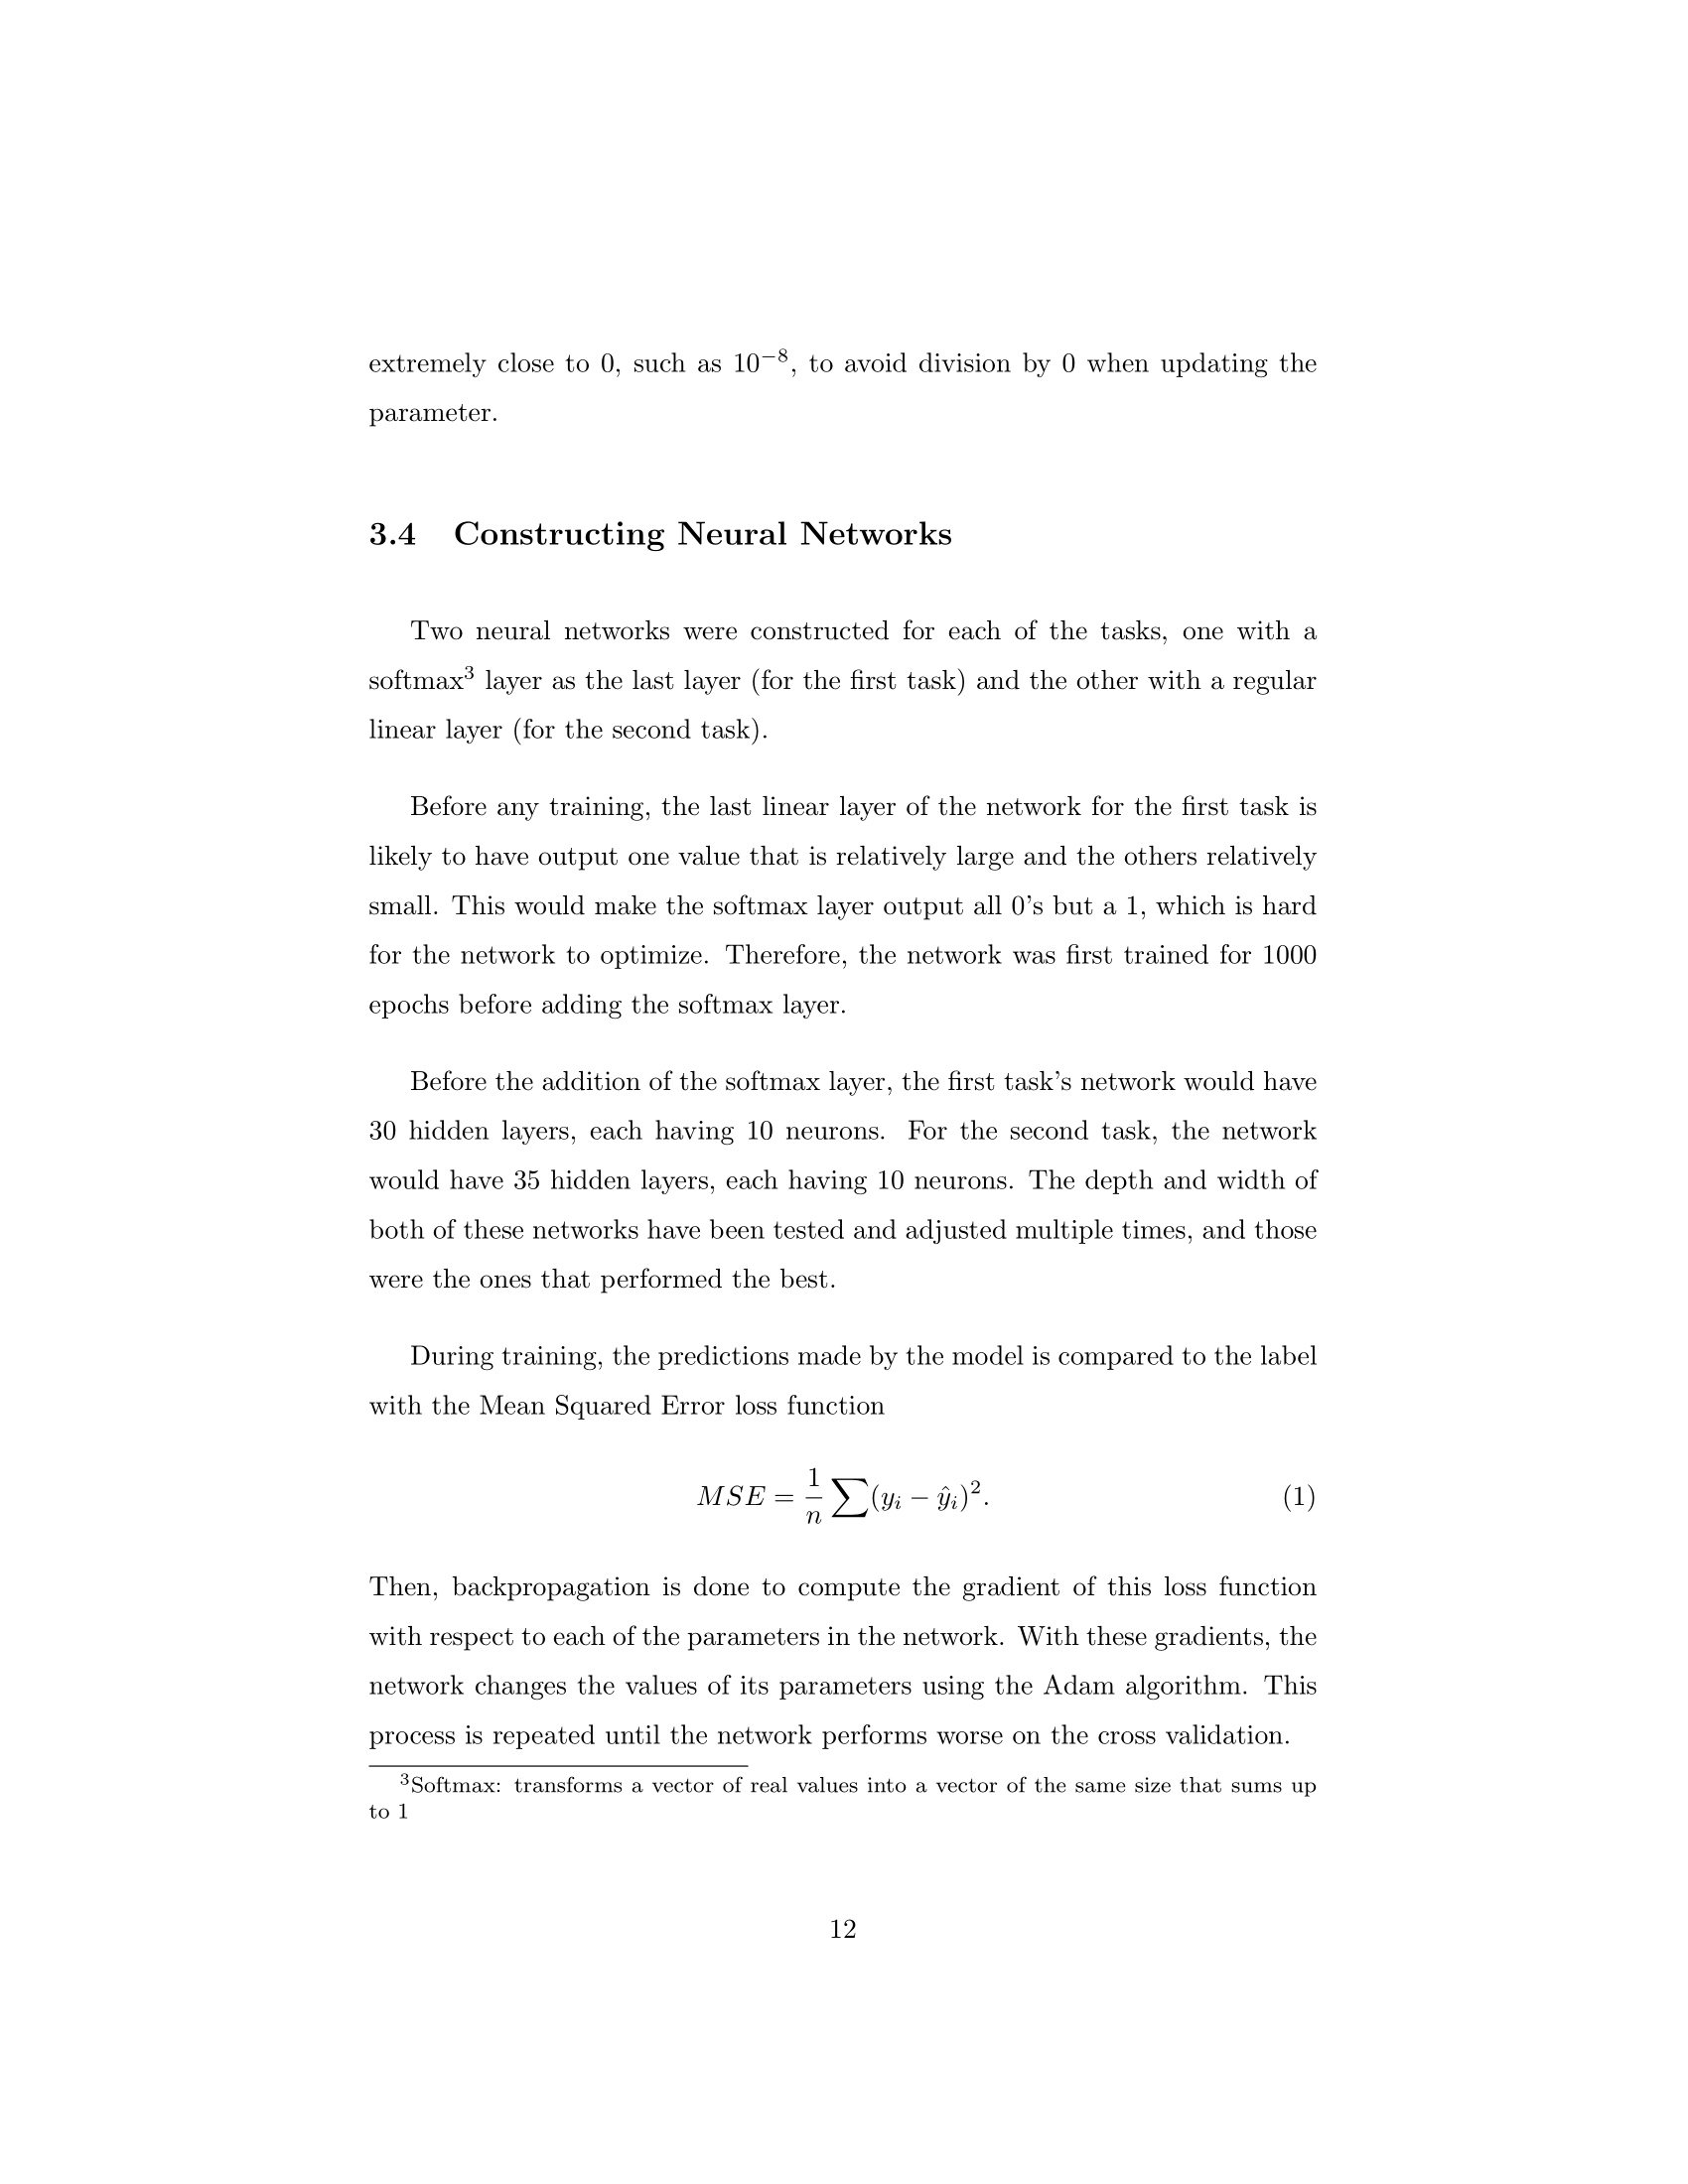 extremely close to 0, such as 10⁻⁸, to avoid division by 0 when updating the
parameter.
3.4 Constructing Neural Networks
Two neural networks were constructed for each of the tasks, one with a
softmax³ layer as the last layer (for the first task) and the other with a regular
linear layer (for the second task).
Before any training, the last linear layer of the network for the first task is
likely to have output one value that is relatively large and the others relatively
small. This would make the softmax layer output all 0's but a 1, which is hard
for the network to optimize. Therefore, the network was first trained for 1000
epochs before adding the softmax layer.
Before the addition of the softmax layer, the first task's network would have
30 hidden layers, each having 10 neurons. For the second task, the network
would have 35 hidden layers, each having 10 neurons. The depth and width of
both of these networks have been tested and adjusted multiple times, and those
were the ones that performed the best.
During training, the predictions made by the model is compared to the label
with the Mean Squared Error loss function
MSE = 1/n ∑(yᵢ − ŷᵢ)². (1)
Then, backpropagation is done to compute the gradient of this loss function
with respect to each of the parameters in the network. With these gradients, the
network changes the values of its parameters using the Adam algorithm. This
process is repeated until the network performs worse on the cross validation.
³Softmax: transforms a vector of real values into a vector of the same size that sums up
to 1
12